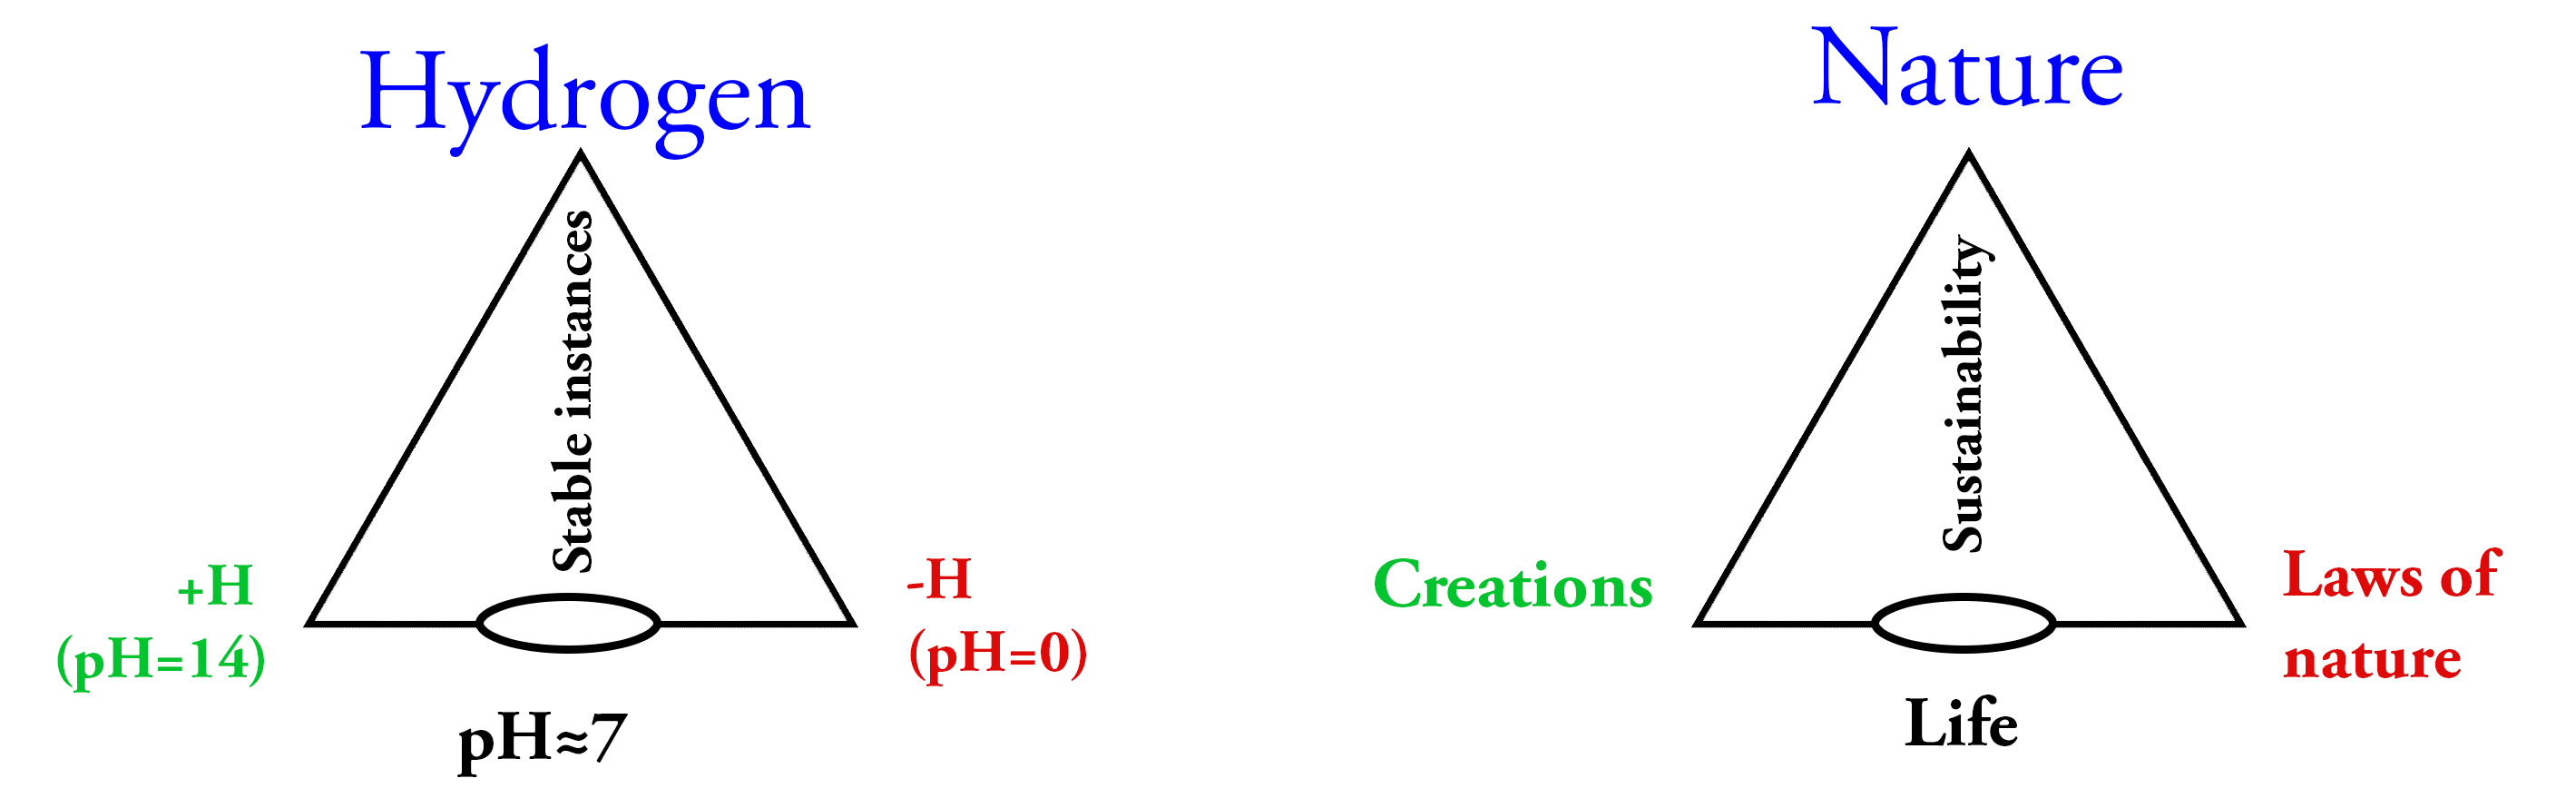 Hydrogen
Stable instances
+H
(pH=14)
-H
(pH=0)
pH≈7
Nature
Sustainability
Creations
Laws of
nature
Life